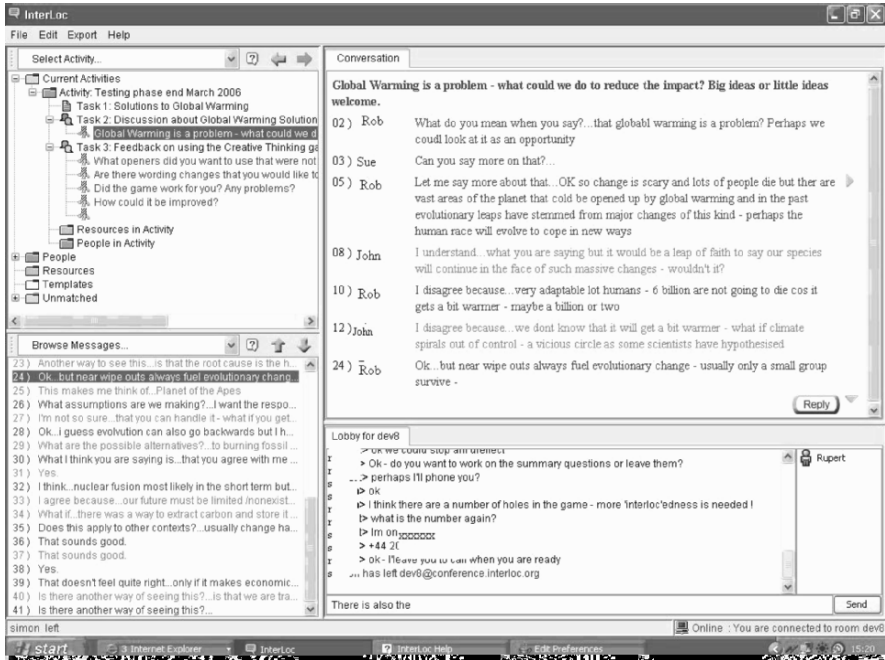 InterLoc
File Edit Export Help
Select Activity...
Current Activities
Activity: Testing phase end March 2006
Task 1: Solutions to Global Warming
Task 2: Discussion about Global Warming Solution
Global Warming is a problem - what could we d
Task 3: Feedback on using the Creative Thinking ga
What openers did you want to use that were not
Are there wording changes that you would like to
Did the game work for you? Any problems?
How could it be improved?
Resources in Activity
People in Activity
People
Resources
Templates
Unmatched
Browse Messages...
23 ) Another way to see this...is that the root cause is the h...
24 ) Ok...but near wipe outs always fuel evolutionary chang...
25 ) This makes me think of...Planet of the Apes
26 ) What assumptions are we making?...I want the respo...
27 ) I'm not so sure...that you can handle it - what if you get...
28 ) Ok...i guess evolvution can also go backwards but I h...
29 ) What are the possible alternatives?...to burning fossil ...
30 ) What I think you are saying is...that you agree with me ...
31 ) Yes.
32 ) I think...nuclear fusion most likely in the short term but...
33 ) I agree because...our future must be limited /nonexist...
34 ) What if...there was a way to extract carbon and store it ...
35 ) Does this apply to other contexts?...usually change ha...
36 ) That sounds good.
37 ) That sounds good.
38 ) Yes.
39 ) That doesn't feel quite right...only if it makes economic...
40 ) Is there another way of seeing this?...is that we are tra...
41 ) Is there another way of seeing this?...
Conversation
Global Warming is a problem - what could we do to reduce the impact? Big ideas or little ideas
welcome.
02 ) Rob What do you mean when you say?...that globabl warming is a problem? Perhaps we
coudl look at it as an opportunity
03 ) Sue Can you say more on that?...
05 ) Rob Let me say more about that...OK so change is scary and lots of people die but ther are
vast areas of the planet that cold be opened up by global warming and in the past
evolutionary leaps have stemmed from major changes of this kind - perhaps the
human race will evolve to cope in new ways
08 ) John I understand...what you are saying but it would be a leap of faith to say our species
will continue in the face of such massive changes - wouldn't it?
10 ) Rob I disagree because...very adaptable lot humans - 6 billion are not going to die cos it
gets a bit warmer - maybe a billion or two
12 ) John I disagree because...we dont know that it will get a bit warmer - what if climate
spirals out of control - a vicious circle as some scientists have hypothesised
24 ) Rob Ok...but near wipe outs always fuel evolutionary change - usually only a small group
survive -
Reply
Lobby for dev8
> ok we could stop am
> Ok - do you want to work on the summary questions or leave them?
> perhaps I'll phone you?
> ok
> I think there are a number of holes in the game - more 'interloc'edness is needed !
> what is the number again?
> Im on xxxxxxx
> +44 20
> ok - I'leave you to call when you are ready
has left dev8@conference.interloc.org
Rupert
There is also the
Send
simon left
Online : You are connected to room dev8
start
3 Internet Explorer
InterLoc
InterLoc Help
Edit Preferences
15:20